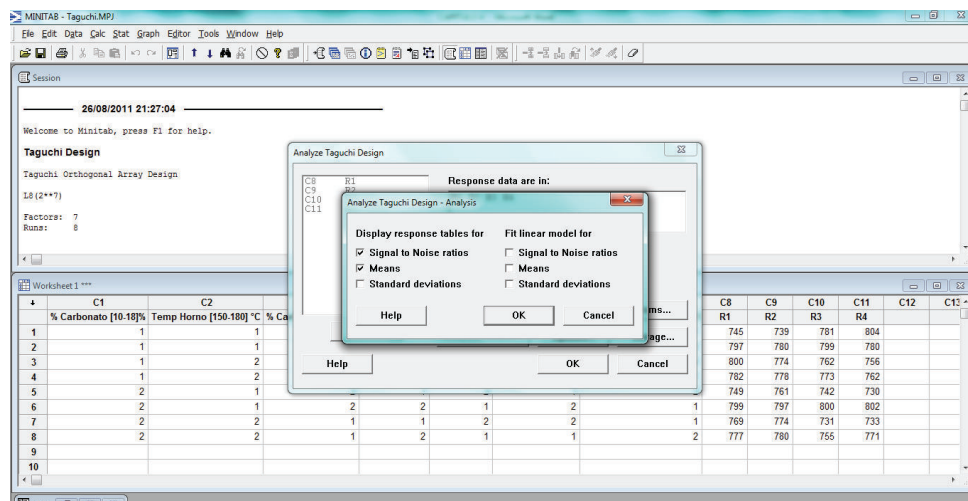 MINITAB - Taguchi.MPJ
File Edit Data Calc Stat Graph Editor Tools Window Help
Session
26/08/2011 21:27:04
Welcome to Minitab, press F1 for help.
Taguchi Design
Taguchi Orthogonal Array Design
L8(2**7)
Factors: 7
Runs: 8
Analyze Taguchi Design
C8 R1
C9 R2
C10
C11
Response data are in:
Analyze Taguchi Design - Analysis
Display response tables for Fit linear model for
Signal to Noise ratios Signal to Noise ratios
Means Means
Standard deviations Standard deviations
Help OK Cancel
ms...
age...
Help OK Cancel
Worksheet 1 ***
C1 C2 C8 C9 C10 C11 C12 C13
% Carbonato [10-18]% Temp Horno [150-180] °C % Ca R1 R2 R3 R4
1 1 1 745 739 781 804
2 1 1 797 780 799 780
3 1 2 800 774 762 756
4 1 2 782 778 773 762
5 2 1 749 761 742 730
6 2 1 2 2 1 2 1 799 797 800 802
7 2 2 1 1 2 2 1 769 774 731 733
8 2 2 1 2 1 1 2 777 780 755 771
9
10